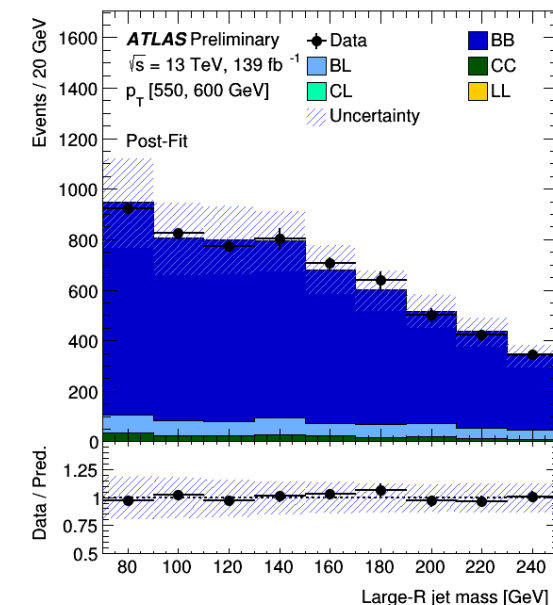 ATLAS Preliminary
√s = 13 TeV, 139 fb⁻¹
p_T [550, 600 GeV]
Post-Fit
Data
BB
BL
CC
CL
LL
Uncertainty
Events / 20 GeV
1600
1400
1200
1000
800
600
400
200
0
Data / Pred.
1.25
1
0.75
0.5
80 100 120 140 160 180 200 220 240
Large-R jet mass [GeV]